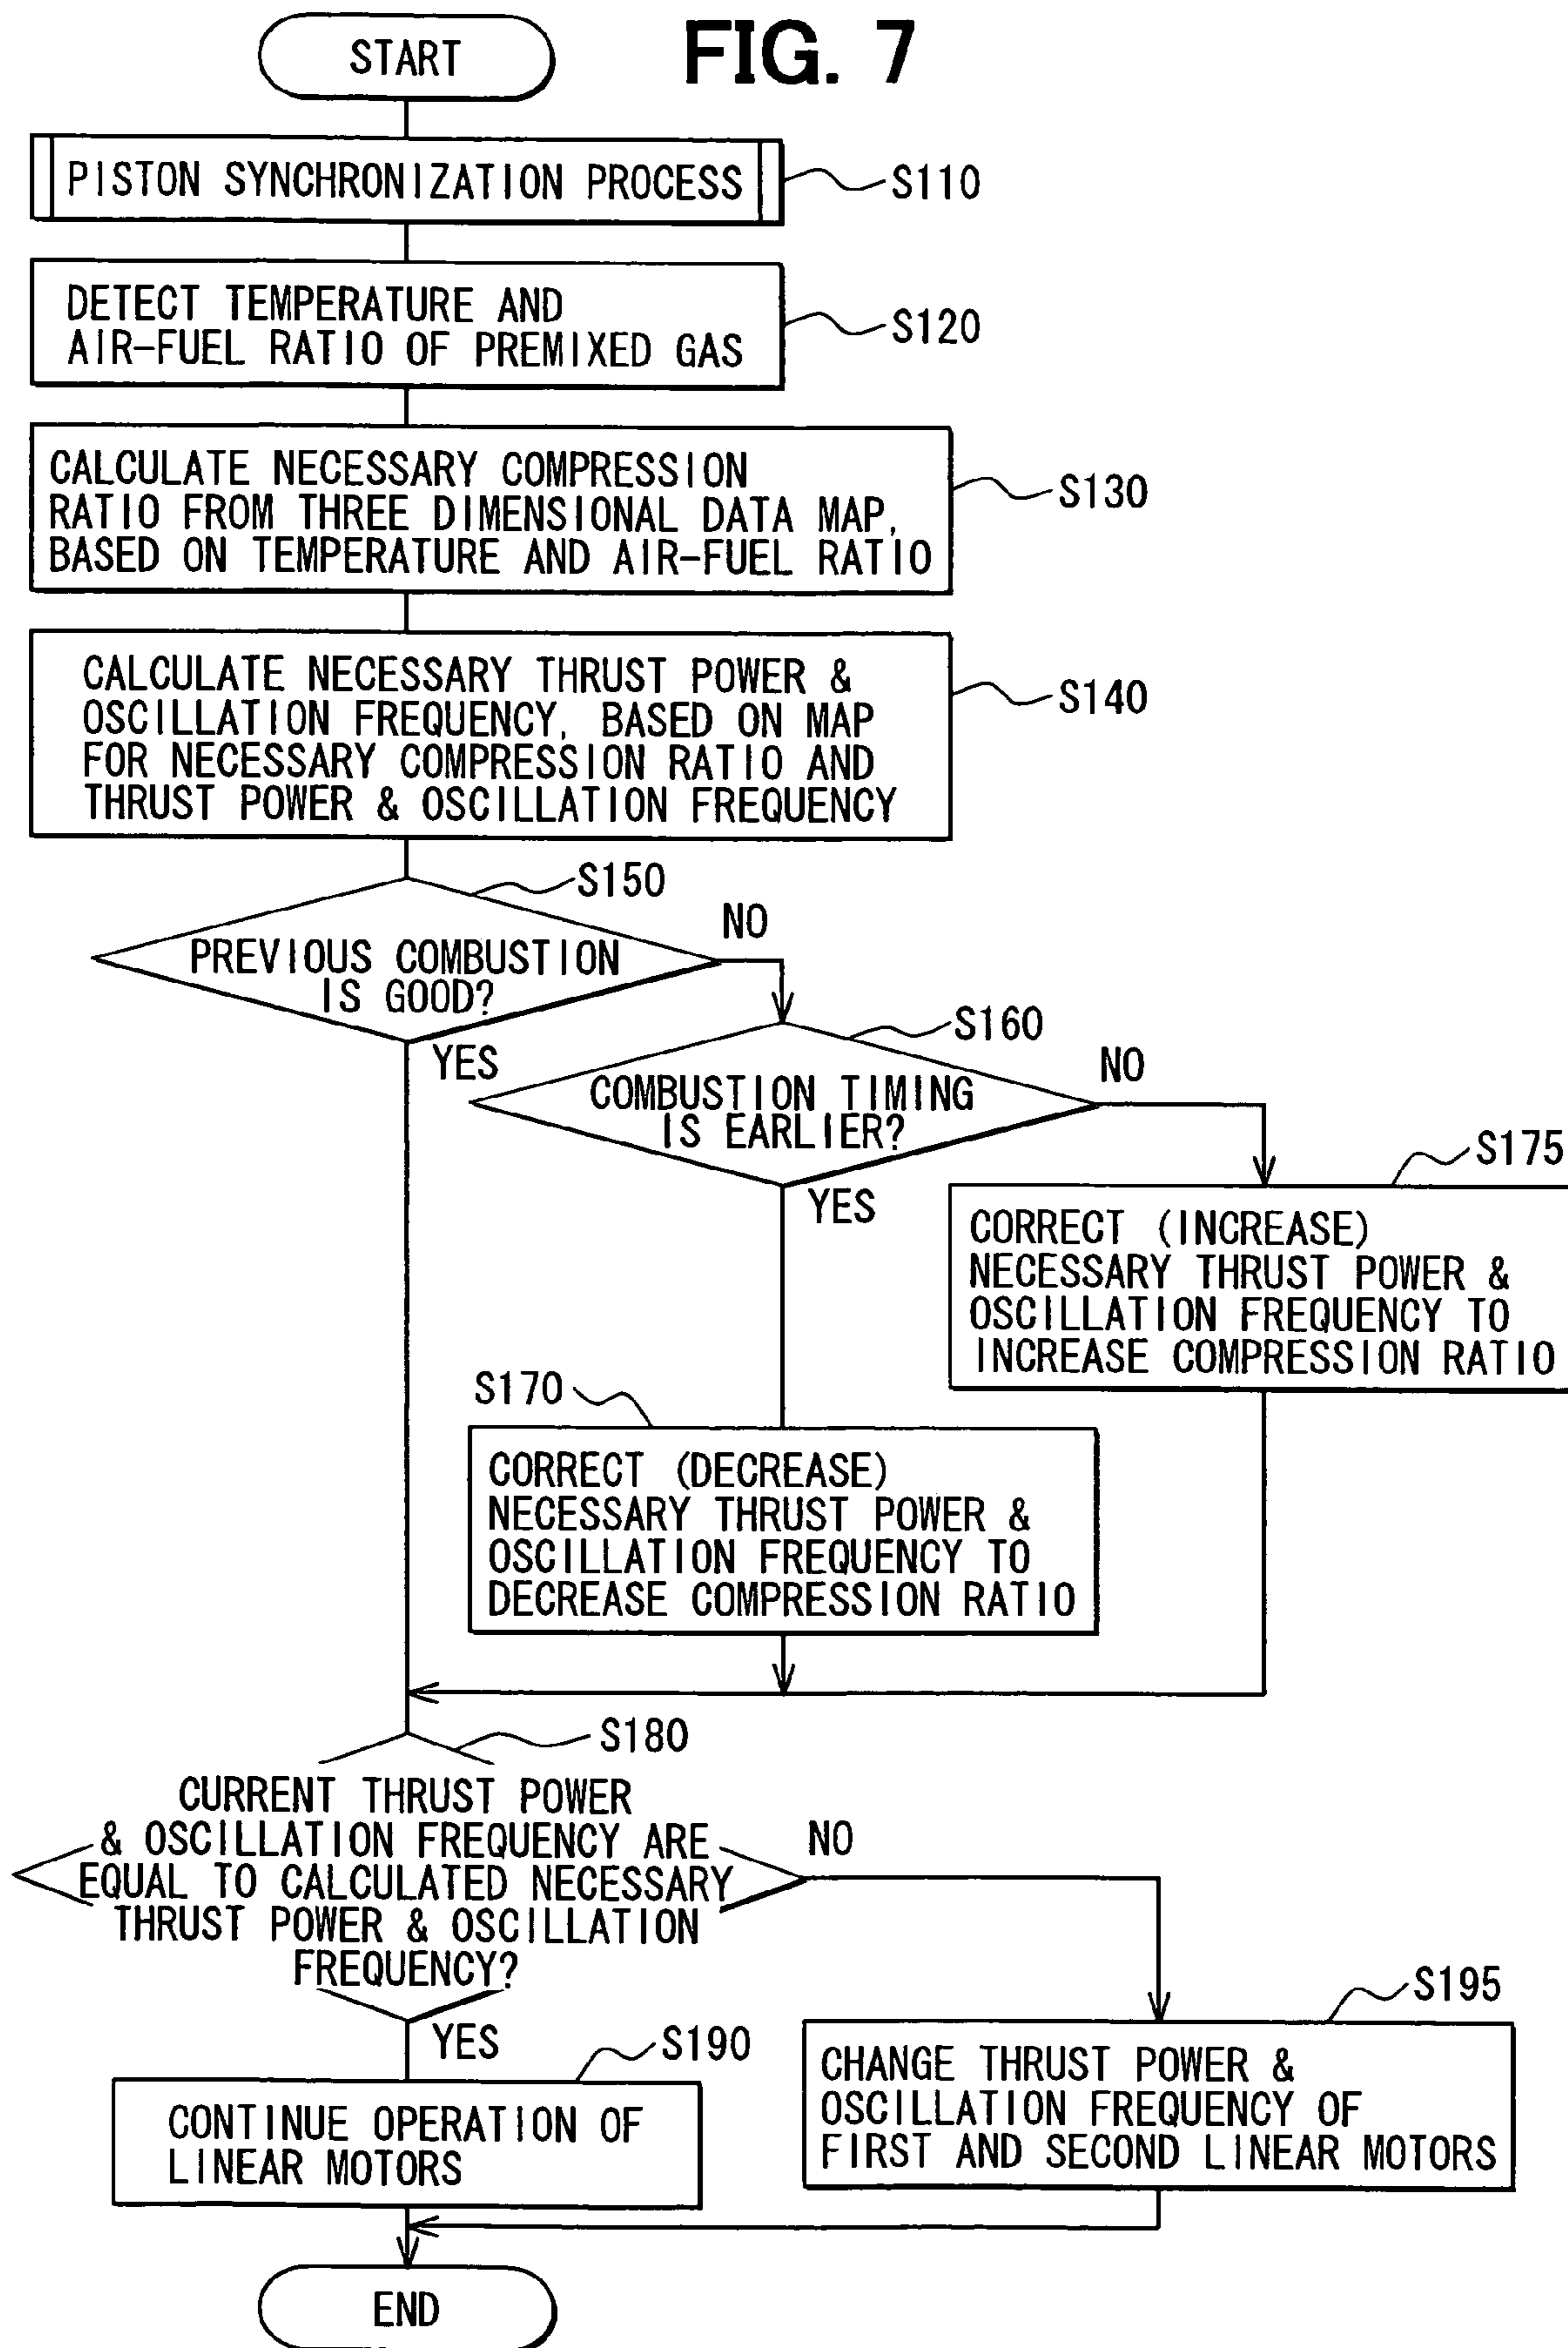 FIG. 7
START
PISTON SYNCHRONIZATION PROCESS
S110
DETECT TEMPERATURE AND
AIR-FUEL RATIO OF PREMIXED GAS
S120
CALCULATE NECESSARY COMPRESSION
RATIO FROM THREE DIMENSIONAL DATA MAP,
BASED ON TEMPERATURE AND AIR-FUEL RATIO
S130
CALCULATE NECESSARY THRUST POWER &
OSCILLATION FREQUENCY, BASED ON MAP
FOR NECESSARY COMPRESSION RATIO AND
THRUST POWER & OSCILLATION FREQUENCY
S140
S150
PREVIOUS COMBUSTION
IS GOOD?
NO
YES
S160
COMBUSTION TIMING
IS EARLIER?
NO
YES
S175
CORRECT (INCREASE)
NECESSARY THRUST POWER &
OSCILLATION FREQUENCY TO
INCREASE COMPRESSION RATIO
S170
CORRECT (DECREASE)
NECESSARY THRUST POWER &
OSCILLATION FREQUENCY TO
DECREASE COMPRESSION RATIO
S180
CURRENT THRUST POWER
& OSCILLATION FREQUENCY ARE
EQUAL TO CALCULATED NECESSARY
THRUST POWER & OSCILLATION
FREQUENCY?
NO
YES
S190
CONTINUE OPERATION OF
LINEAR MOTORS
S195
CHANGE THRUST POWER &
OSCILLATION FREQUENCY OF
FIRST AND SECOND LINEAR MOTORS
END